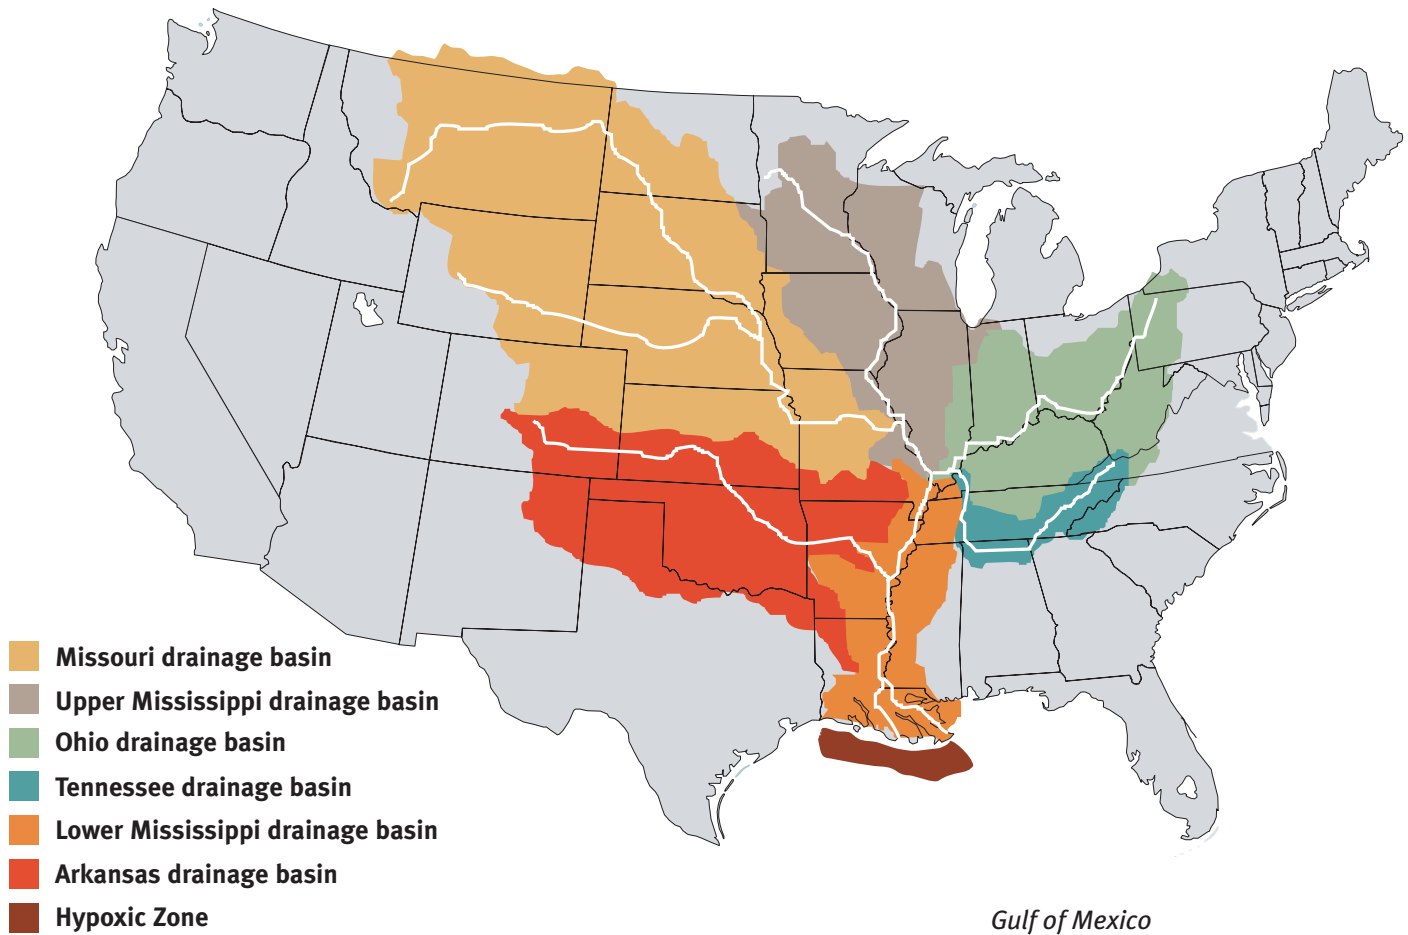 Missouri drainage basin
Upper Mississippi drainage basin
Ohio drainage basin
Tennessee drainage basin
Lower Mississippi drainage basin
Arkansas drainage basin
Hypoxic Zone
Gulf of Mexico